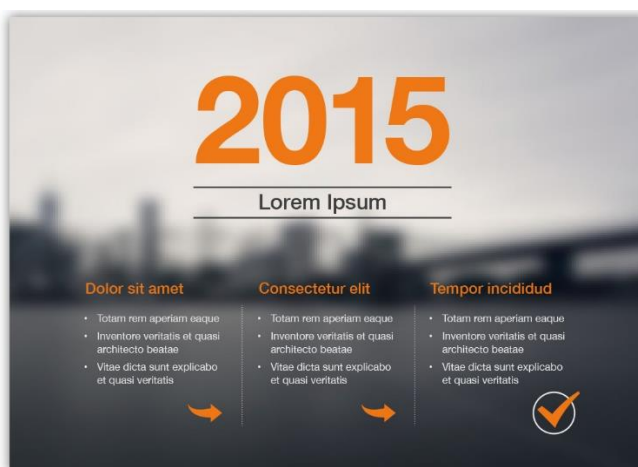 2015
Lorem Ipsum
Dolor sit amet
• Totam rem aperiam eaque
• Inventore veritatis et quasi
architecto beatae
• Vitae dicta sunt explicabo
et quasi veritatis
Consectetur elit
• Totam rem aperiam eaque
• Inventore veritatis et quasi
architecto beatae
• Vitae dicta sunt explicabo
et quasi veritatis
Tempor incididud
• Totam rem aperiam eaque
• Inventore veritatis et quasi
architecto beatae
• Vitae dicta sunt explicabo
et quasi veritatis